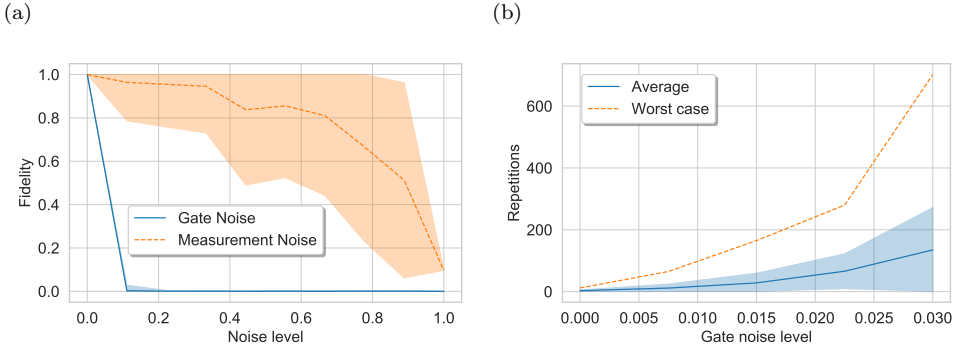 (a)
1.0
0.8
0.6
0.4
0.2
0.0
Fidelity
Gate Noise
Measurement Noise
0.0 0.2 0.4 0.6 0.8 1.0
Noise level
(b)
600
400
200
0
Repetitions
Average
Worst case
0.000 0.005 0.010 0.015 0.020 0.025 0.030
Gate noise level